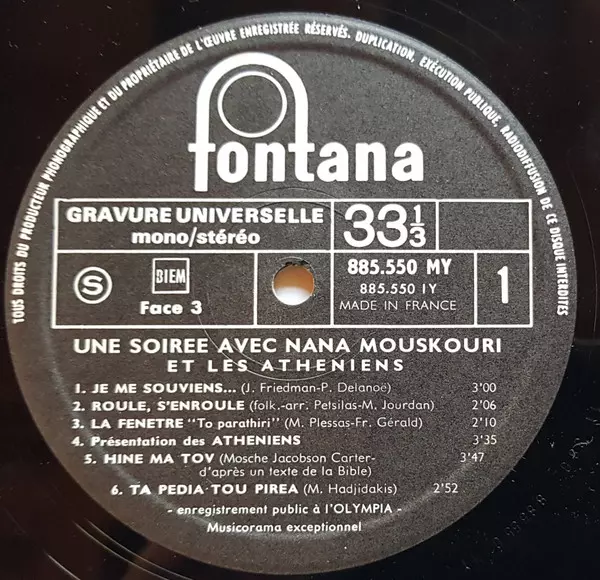 TOUS DROITS DU PRODUCTEUR PHONOGRAPHIQUE ET DU PROPRIÉTAIRE DE L'ŒUVRE ENREGISTRÉE RÉSERVÉS. DUPLICATION, EXÉCUTION PUBLIQUE, RADIODIFFUSION DE CE DISQUE INTERDITES
fontana
GRAVURE UNIVERSELLE
mono/stéréo
33 1/3
S
BIEM
Face 3
885.550 MY
885.550 IY
MADE IN FRANCE
1
UNE SOIREE AVEC NANA MOUSKOURI
ET LES ATHENIENS
1. JE ME SOUVIENS... (J. Friedman-P. Delanoë) 3'00
2. ROULE, S'ENROULE (folk.-arr. Petsilas-M. Jourdan) 2'06
3. LA FENETRE "To parathiri" (M. Plessas-Fr. Gérald) 2'10
4. Présentation des ATHENIENS 3'35
5. HINE MA TOV (Mosche Jacobson Carter- 3'47
d'après un texte de la Bible)
6. TA PEDIA TOU PIREA (M. Hadjidakis) 2'52
- enregistrement public à l'OLYMPIA -
Musicorama exceptionnel